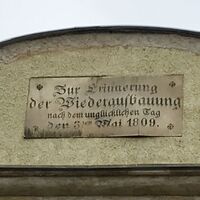 Zur Erinnerung
der Wiederaufbauung
nach dem unglücklichen Tag
den 3ten Mai 1809.